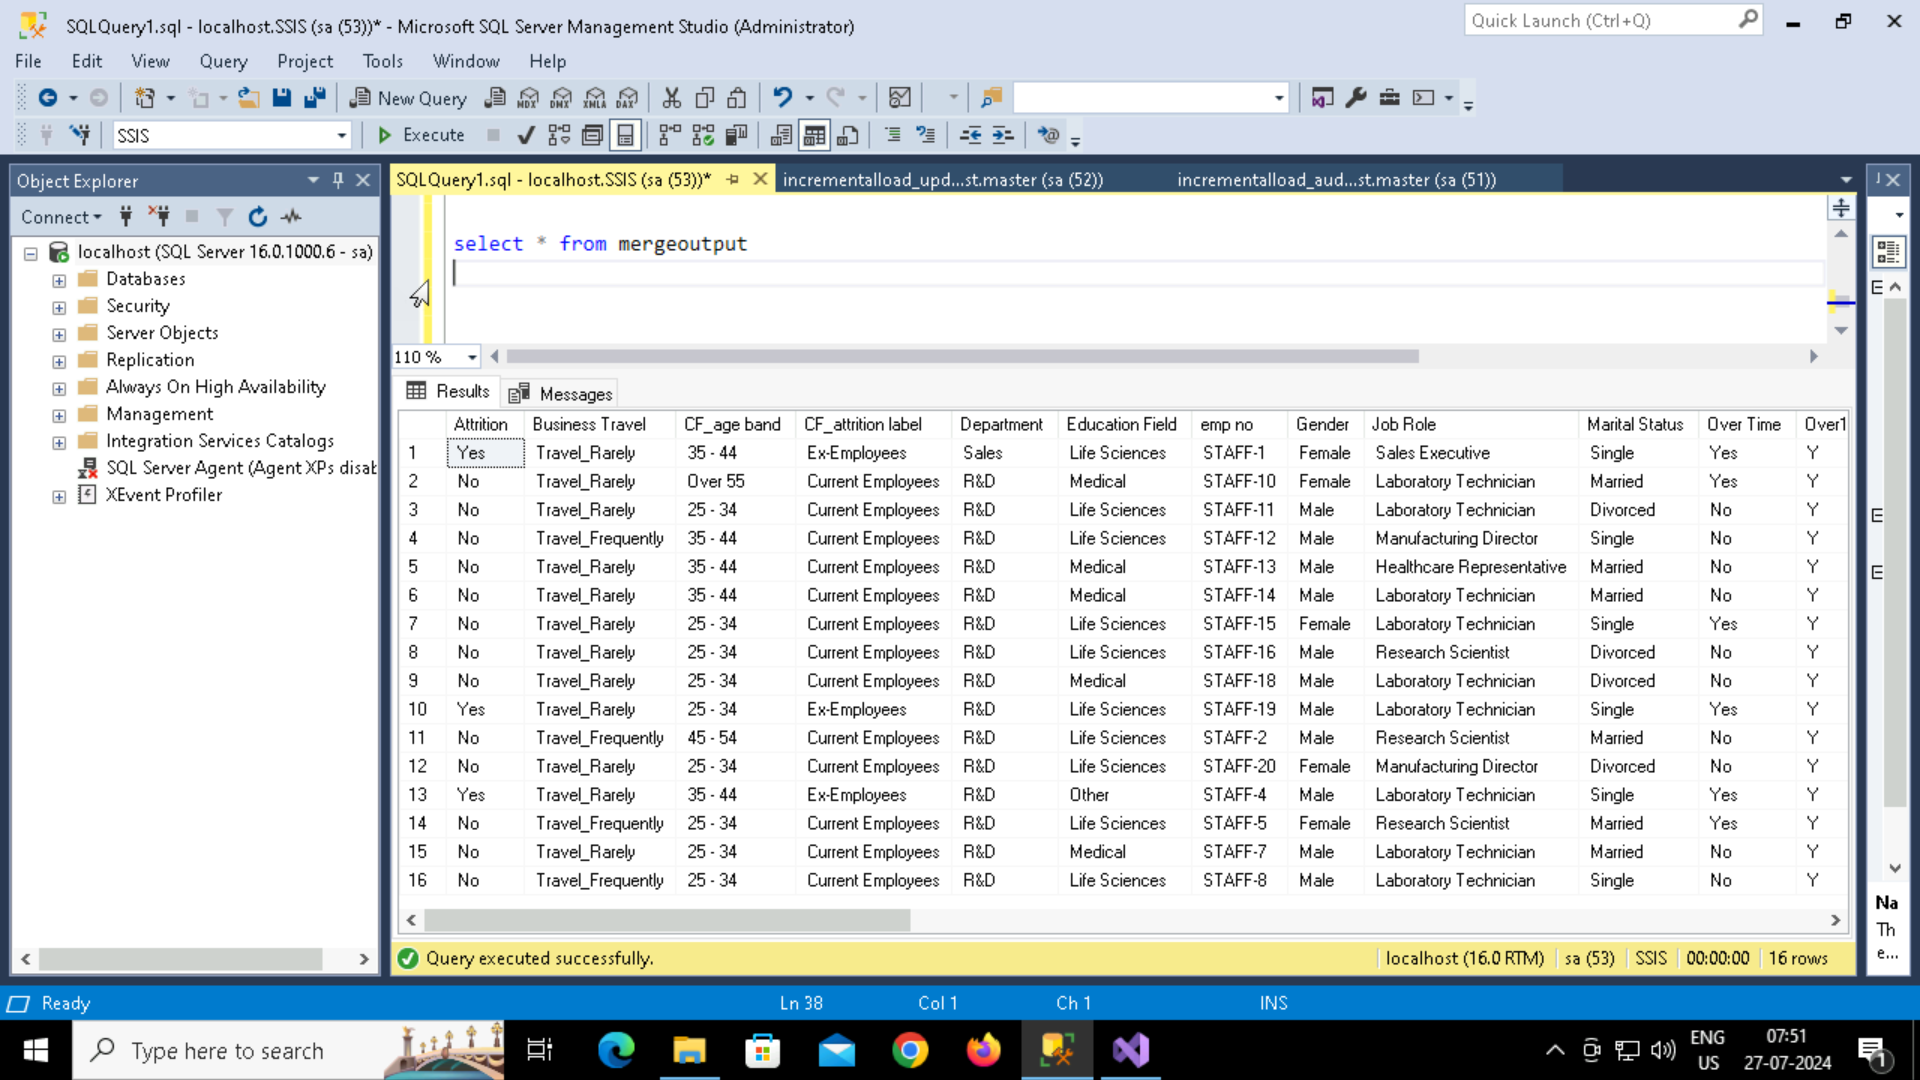 SQLQuery1.sql - localhost.SSIS (sa (53))* - Microsoft SQL Server Management Studio (Administrator)
Quick Launch (Ctrl+Q)
File Edit View Query Project Tools Window Help
New Query MDX DMX XMLA DAX
SSIS Execute
Object Explorer
SQLQuery1.sql - localhost.SSIS (sa (53))* incrementalload_upd...st.master (sa (52)) incrementalload_aud...st.master (sa (51))
Connect
localhost (SQL Server 16.0.1000.6 - sa)
Databases
Security
Server Objects
Replication
Always On High Availability
Management
Integration Services Catalogs
SQL Server Agent (Agent XPs disab
XEvent Profiler
select * from mergeoutput
110 %
Results Messages
Attrition Business Travel CF_age band CF_attrition label Department Education Field emp no Gender Job Role Marital Status Over Time Over1
1 Yes Travel_Rarely 35 - 44 Ex-Employees Sales Life Sciences STAFF-1 Female Sales Executive Single Yes Y
2 No Travel_Rarely Over 55 Current Employees R&D Medical STAFF-10 Female Laboratory Technician Married Yes Y
3 No Travel_Rarely 25 - 34 Current Employees R&D Life Sciences STAFF-11 Male Laboratory Technician Divorced No Y
4 No Travel_Frequently 35 - 44 Current Employees R&D Life Sciences STAFF-12 Male Manufacturing Director Single No Y
5 No Travel_Rarely 35 - 44 Current Employees R&D Medical STAFF-13 Male Healthcare Representative Married No Y
6 No Travel_Rarely 35 - 44 Current Employees R&D Medical STAFF-14 Male Laboratory Technician Married No Y
7 No Travel_Rarely 25 - 34 Current Employees R&D Life Sciences STAFF-15 Female Laboratory Technician Single Yes Y
8 No Travel_Rarely 25 - 34 Current Employees R&D Life Sciences STAFF-16 Male Research Scientist Divorced No Y
9 No Travel_Rarely 25 - 34 Current Employees R&D Medical STAFF-18 Male Laboratory Technician Divorced No Y
10 Yes Travel_Rarely 25 - 34 Ex-Employees R&D Life Sciences STAFF-19 Male Laboratory Technician Single Yes Y
11 No Travel_Frequently 45 - 54 Current Employees R&D Life Sciences STAFF-2 Male Research Scientist Married No Y
12 No Travel_Rarely 25 - 34 Current Employees R&D Life Sciences STAFF-20 Female Manufacturing Director Divorced No Y
13 Yes Travel_Rarely 35 - 44 Ex-Employees R&D Other STAFF-4 Male Laboratory Technician Single Yes Y
14 No Travel_Frequently 25 - 34 Current Employees R&D Life Sciences STAFF-5 Female Research Scientist Married Yes Y
15 No Travel_Rarely 25 - 34 Current Employees R&D Medical STAFF-7 Male Laboratory Technician Married No Y
16 No Travel_Frequently 25 - 34 Current Employees R&D Life Sciences STAFF-8 Male Laboratory Technician Single No Y
Na
Th
e...
Query executed successfully. localhost (16.0 RTM) sa (53) SSIS 00:00:00 16 rows
Ready Ln 38 Col 1 Ch 1 INS
Type here to search
ENG
US
07:51
27-07-2024
1